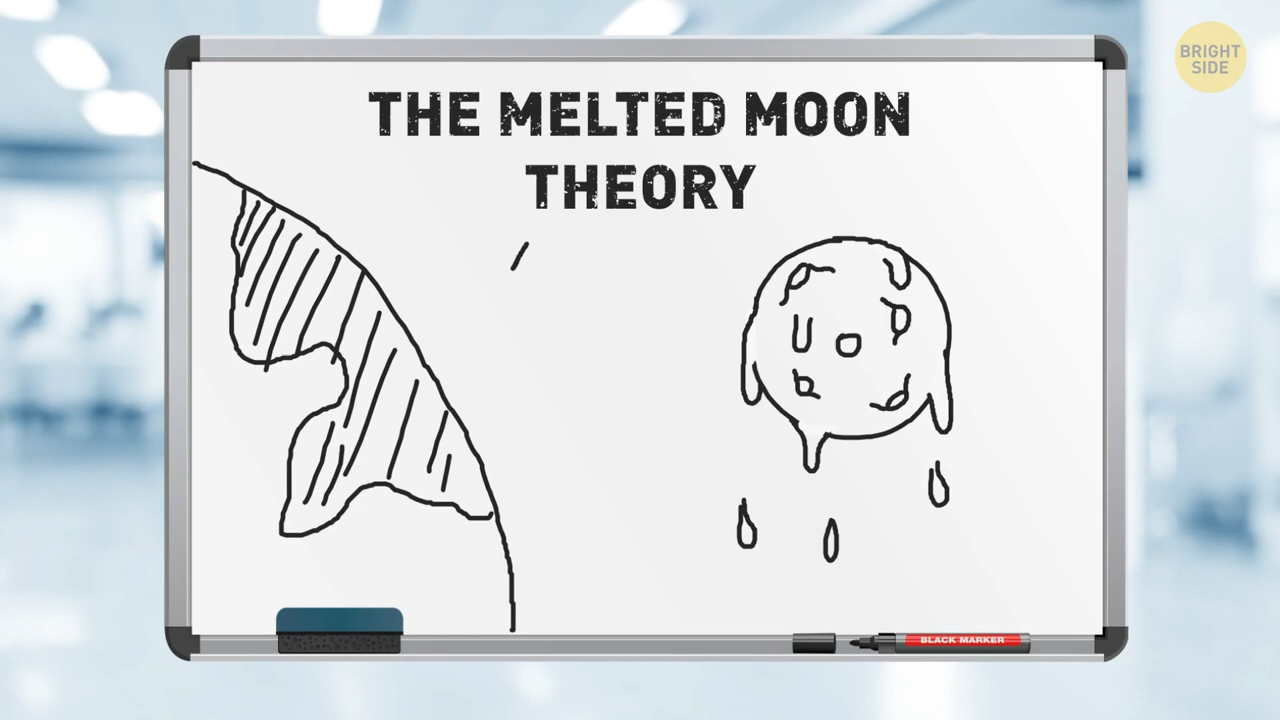 BRIGHT
SIDE
THE MELTED MOON
THEORY
BLACK MARKER